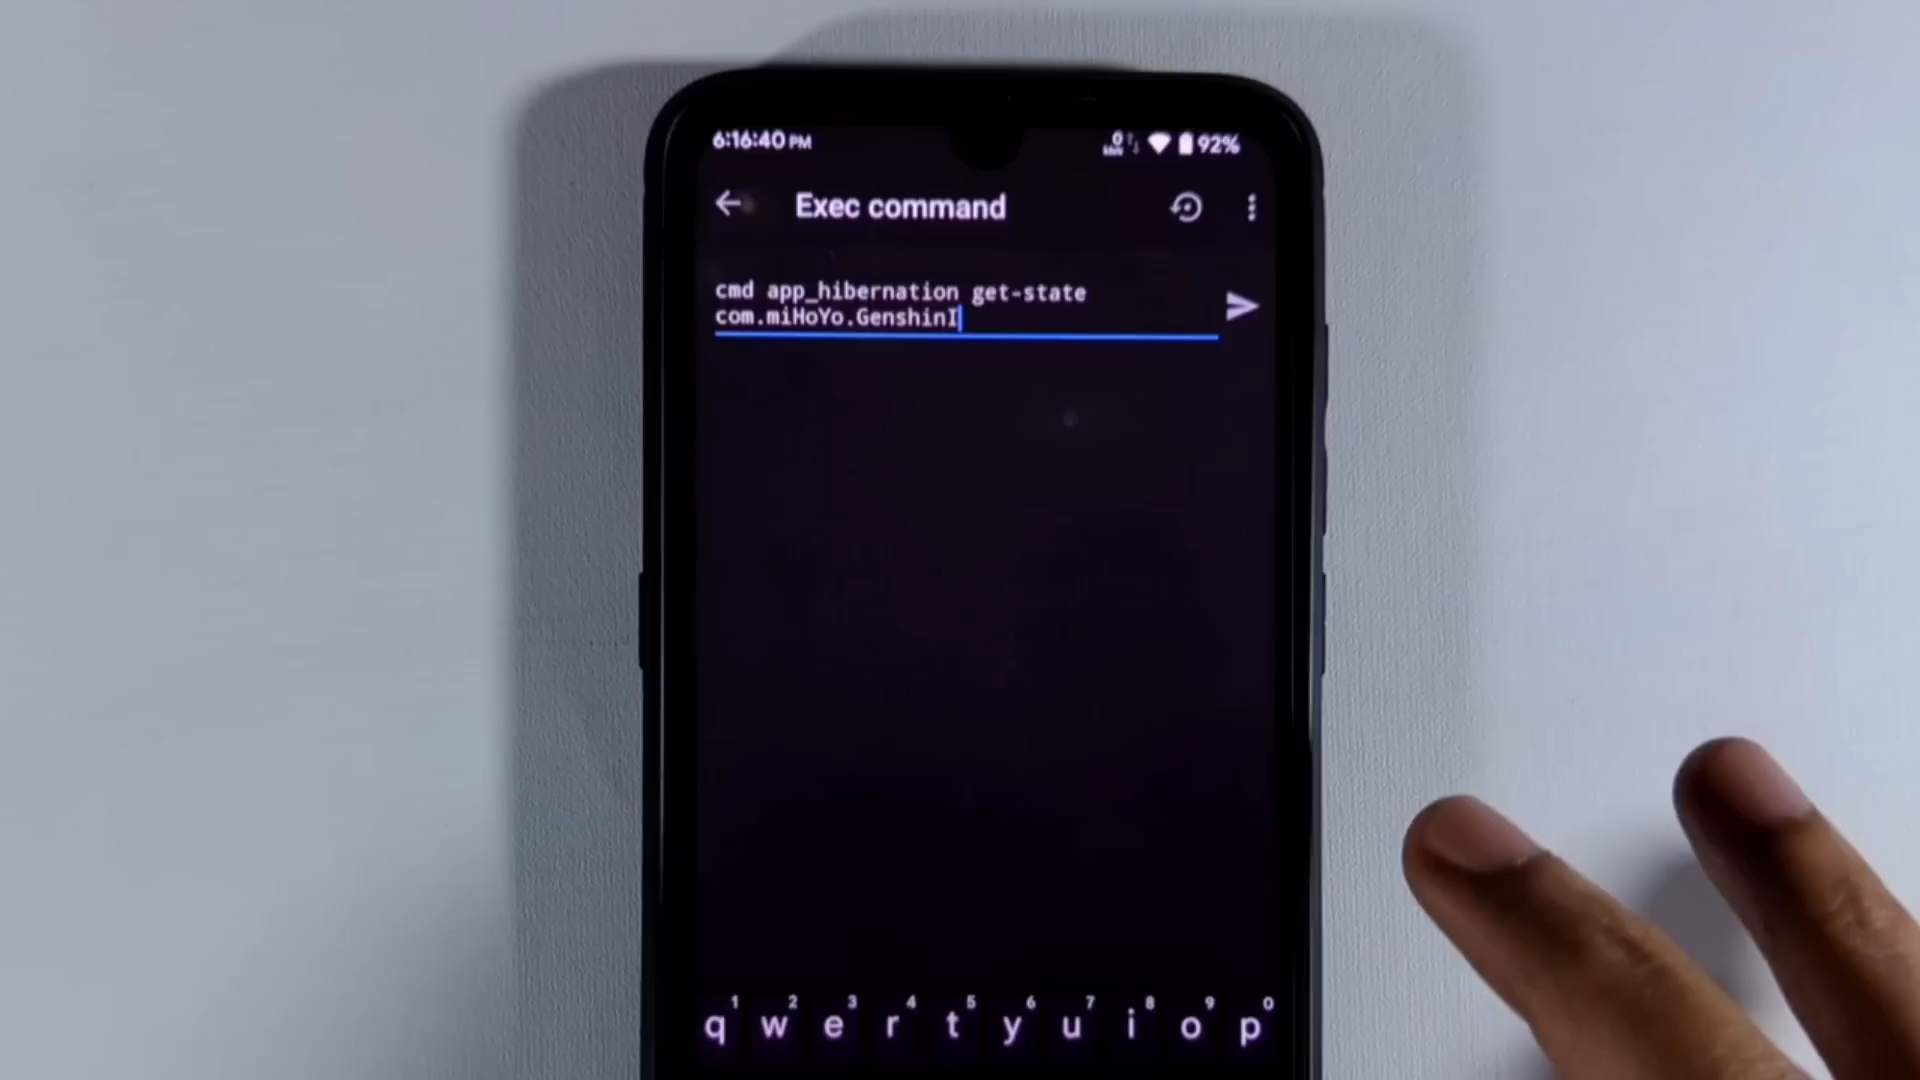 6:16:40 PM
0
92%
Exec command
cmd app_hibernation get-state
com.miHoYo.GenshinI
1 2 3 4 5 6 7 8 9 0
q w e r t y u i o p